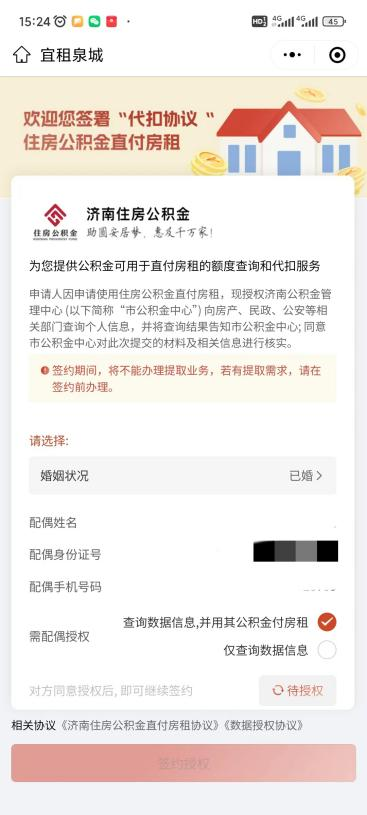 15:24
HD 4G 4G 45
宜租泉城
欢迎您签署“代扣协议“
住房公积金直付房租
住房公积金
济南住房公积金
助圆安居梦、惠及千万家!
为您提供公积金可用于直付房租的额度查询和代扣服务
申请人因申请使用住房公积金直付房租，现授权济南公积金管
理中心 (以下简称“市公积金中心”) 向房产、民政、公安等相
关部门查询个人信息，并将查询结果告知市公积金中心; 同意
市公积金中心对此次提交的材料及相关信息进行核实。
签约期间，将不能办理提取业务，若有提取需求，请在
签约前办理。
请选择:
婚姻状况 已婚
配偶姓名
配偶身份证号
配偶手机号码
查询数据信息,并用其公积金付房租
需配偶授权
仅查询数据信息
对方同意授权后, 即可继续签约 待授权
相关协议《济南住房公积金直付房租协议》《数据授权协议》
签约授权